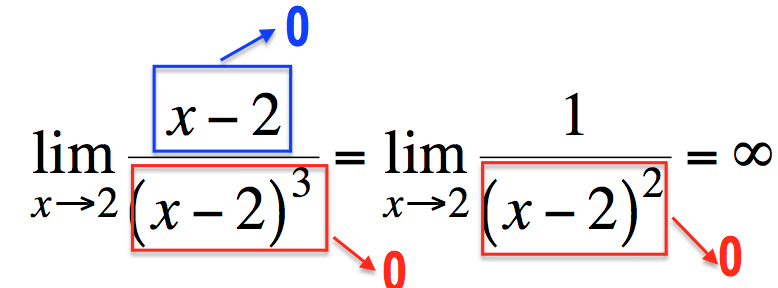 0
lim x→2 (x − 2)/(x − 2)³ = lim x→2 1/(x − 2)² = ∞
0 0